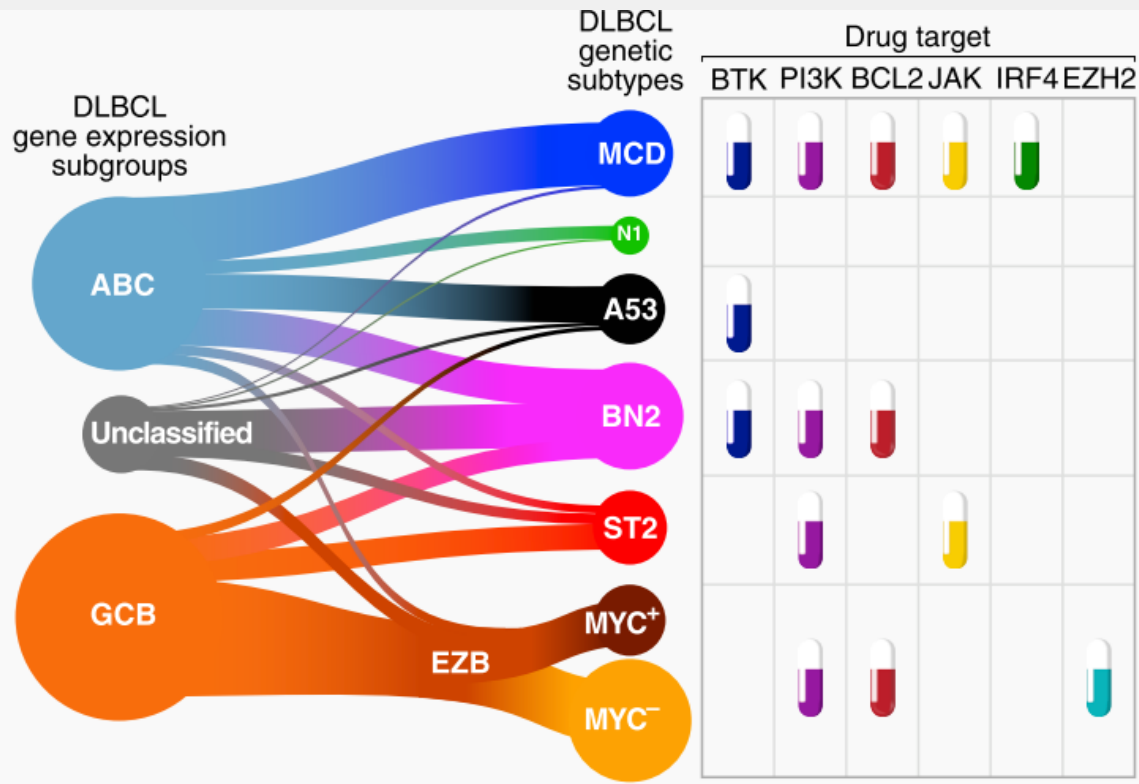 DLBCL
gene expression
subgroups
ABC
Unclassified
GCB
EZB
DLBCL
genetic
subtypes
MCD
N1
A53
BN2
ST2
MYC+
MYC−
Drug target
BTK PI3K BCL2 JAK IRF4 EZH2